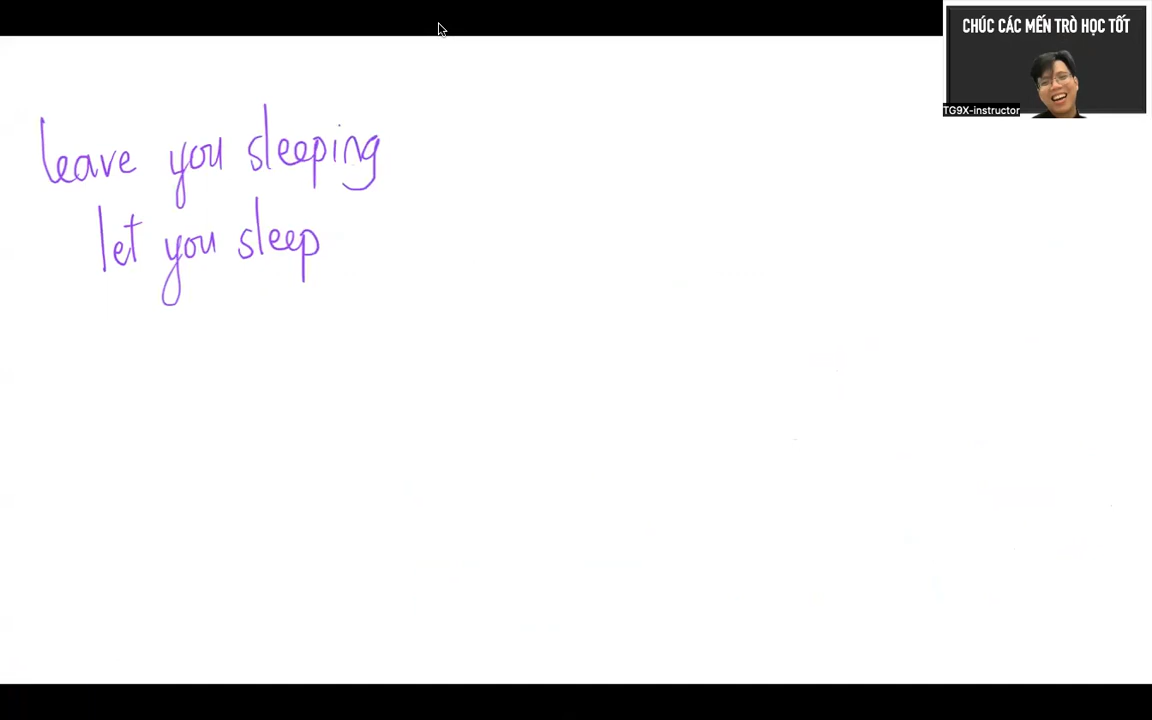 CHÚC CÁC MẾN TRÒ HỌC TỐT
TG9X-instructor
leave you sleeping
let you sleep